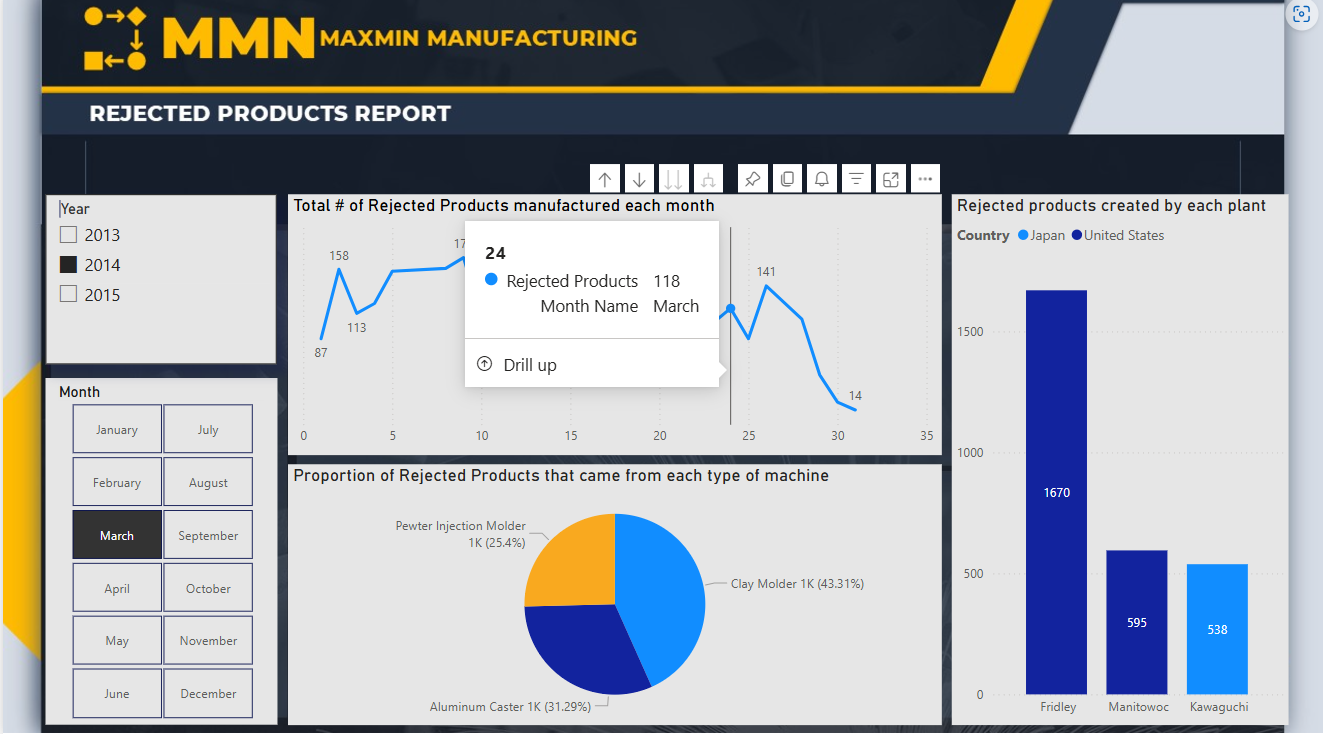 MMN MAXMIN MANUFACTURING
REJECTED PRODUCTS REPORT
Year
2013
2014
2015
Month
January
July
February
August
March
September
April
October
May
November
June
December
Total # of Rejected Products manufactured each month
158
113
87
141
14
24
Rejected Products 118
Month Name March
Drill up
0 5 10 15 20 25 30 35
Proportion of Rejected Products that came from each type of machine
Pewter Injection Molder
1K (25.4%)
Clay Molder 1K (43.31%)
Aluminum Caster 1K (31.29%)
Rejected products created by each plant
Country Japan United States
1500
1000
500
0
1670
595
538
Fridley Manitowoc Kawaguchi